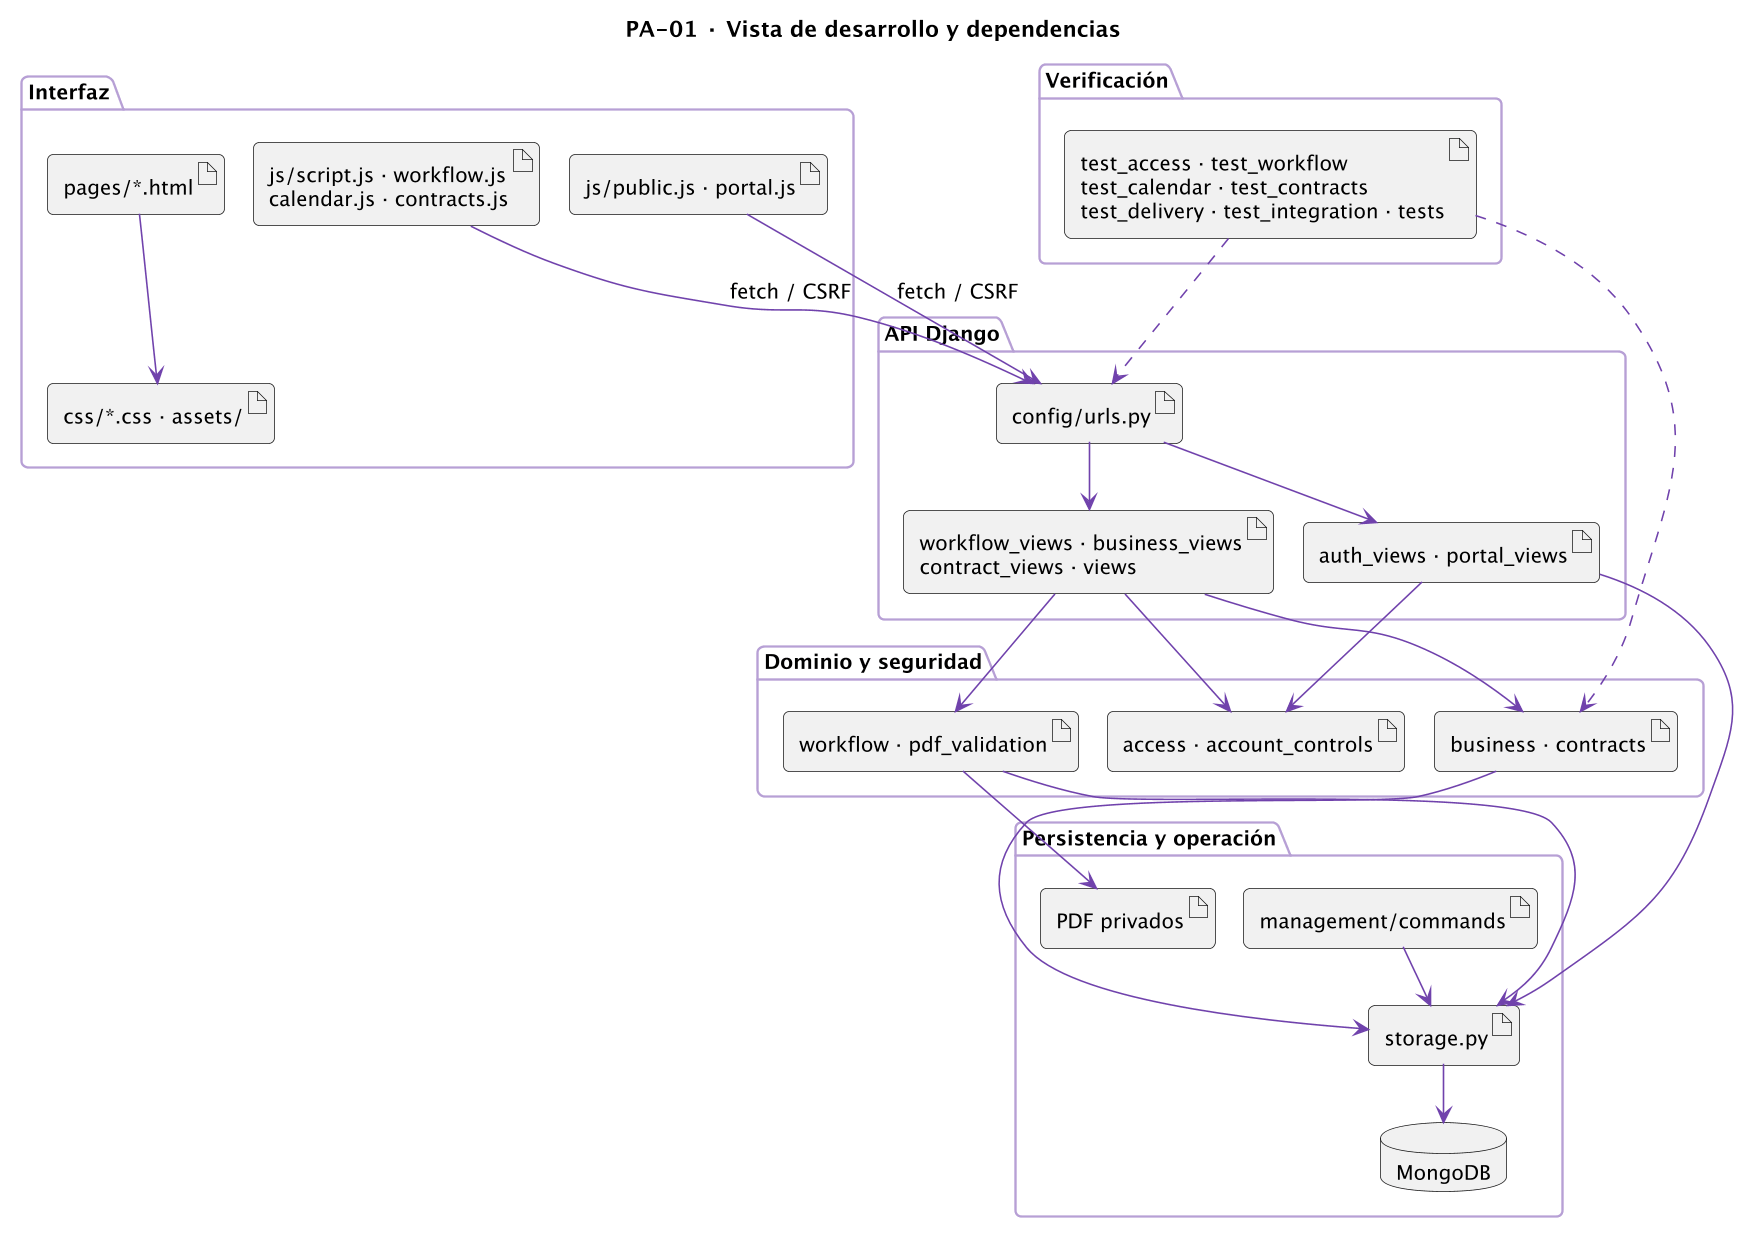 PA-01 · Vista de desarrollo y dependencias
Interfaz
pages/*.html
js/script.js · workflow.js
calendar.js · contracts.js
js/public.js · portal.js
css/*.css · assets/
Verificación
test_access · test_workflow
test_calendar · test_contracts
test_delivery · test_integration · tests
fetch / CSRF
fetch / CSRF
API Django
config/urls.py
workflow_views · business_views
contract_views · views
auth_views · portal_views
Dominio y seguridad
workflow · pdf_validation
access · account_controls
business · contracts
Persistencia y operación
PDF privados
management/commands
storage.py
MongoDB